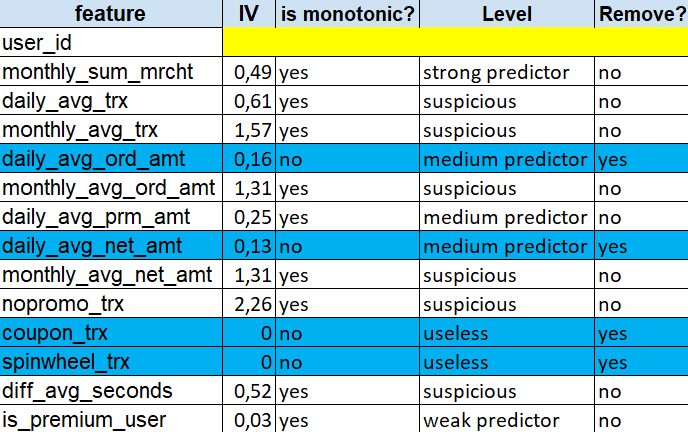 feature IV is monotonic? Level Remove?
user_id
monthly_sum_mrcht 0,49 yes strong predictor no
daily_avg_trx 0,61 yes suspicious no
monthly_avg_trx 1,57 yes suspicious no
daily_avg_ord_amt 0,16 no medium predictor yes
monthly_avg_ord_amt 1,31 yes suspicious no
daily_avg_prm_amt 0,25 yes medium predictor no
daily_avg_net_amt 0,13 no medium predictor yes
monthly_avg_net_amt 1,31 yes suspicious no
nopromo_trx 2,26 yes suspicious no
coupon_trx 0 no useless yes
spinwheel_trx 0 no useless yes
diff_avg_seconds 0,52 yes suspicious no
is_premium_user 0,03 yes weak predictor no